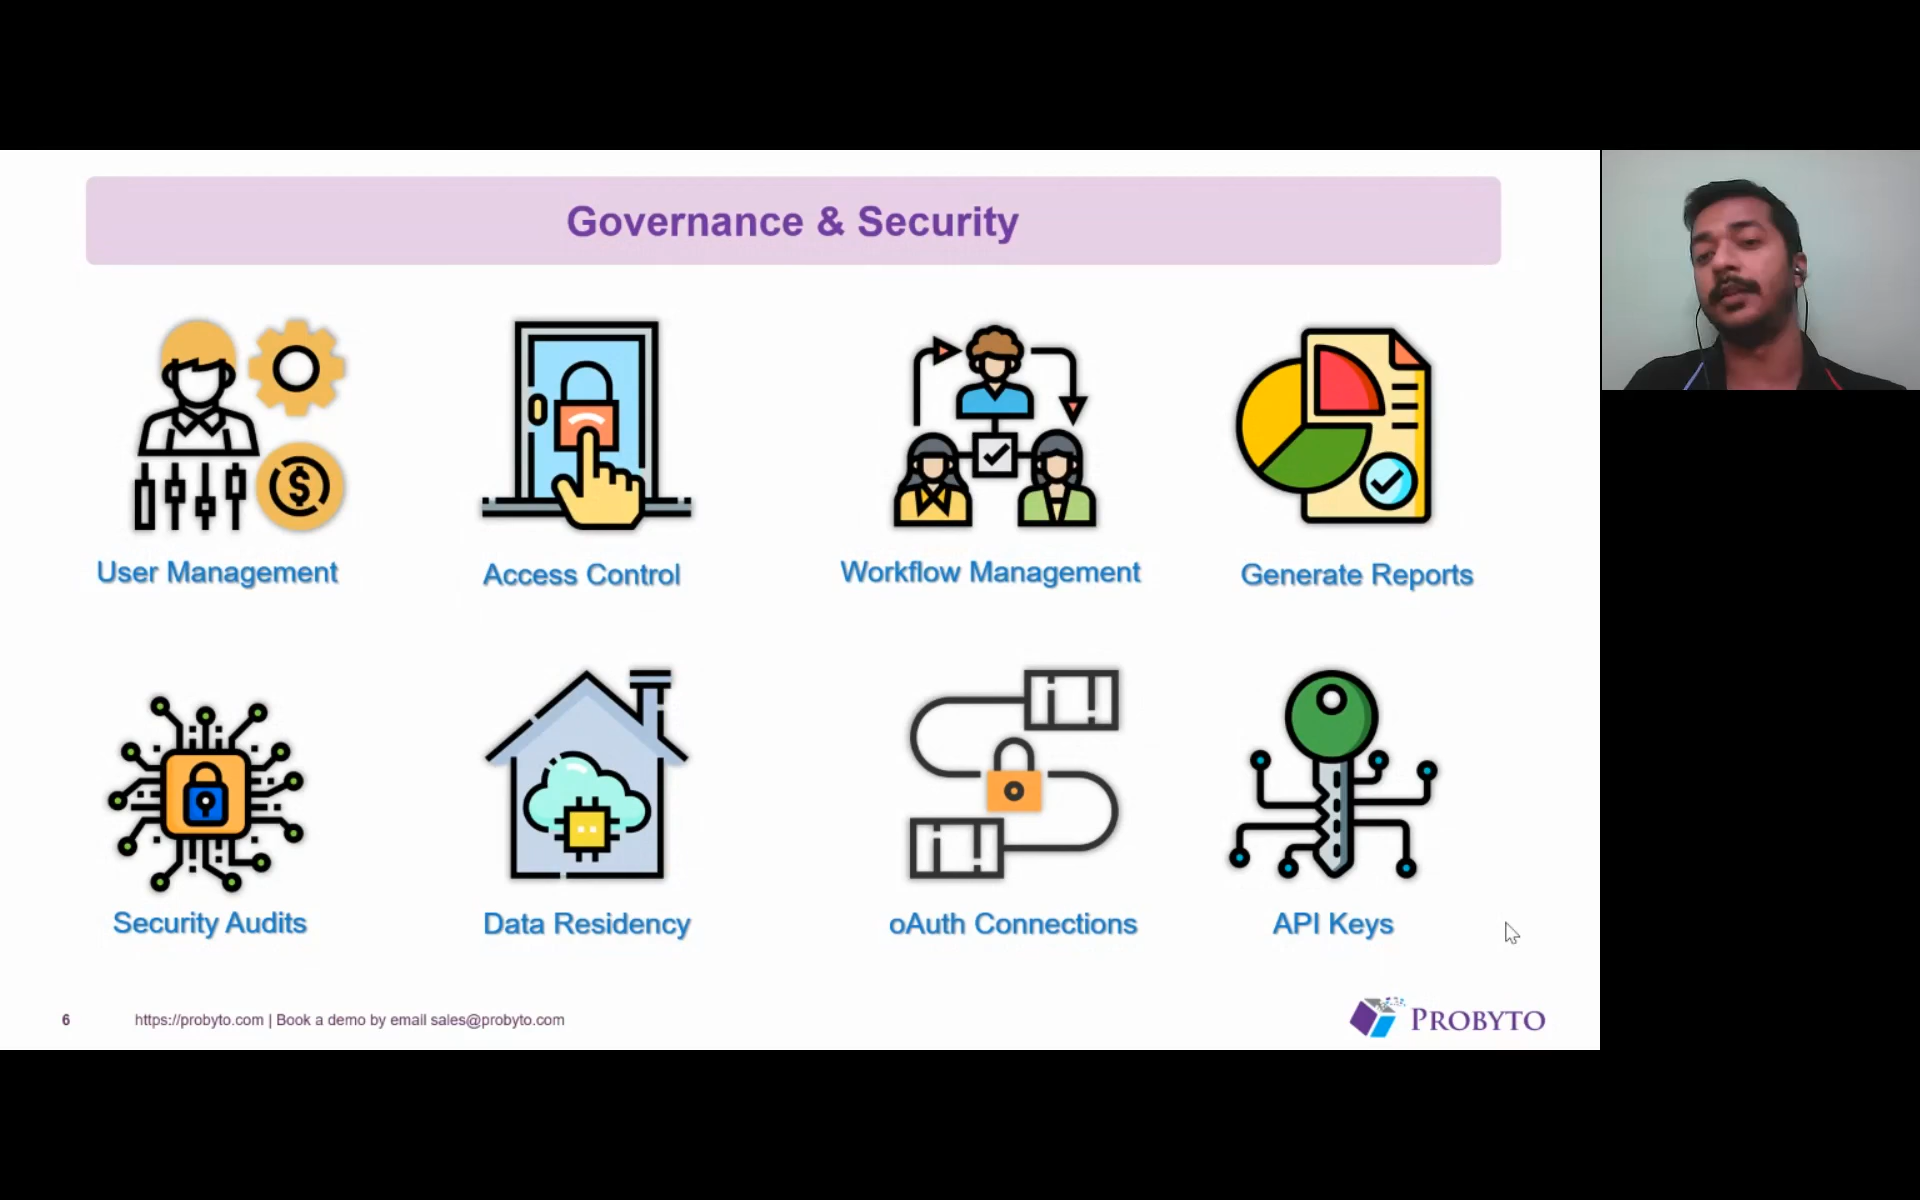 Governance & Security
User Management
Access Control
Workflow Management
Generate Reports
Security Audits
Data Residency
oAuth Connections
API Keys
6
https://probyto.com | Book a demo by email sales@probyto.com
PROBYTO